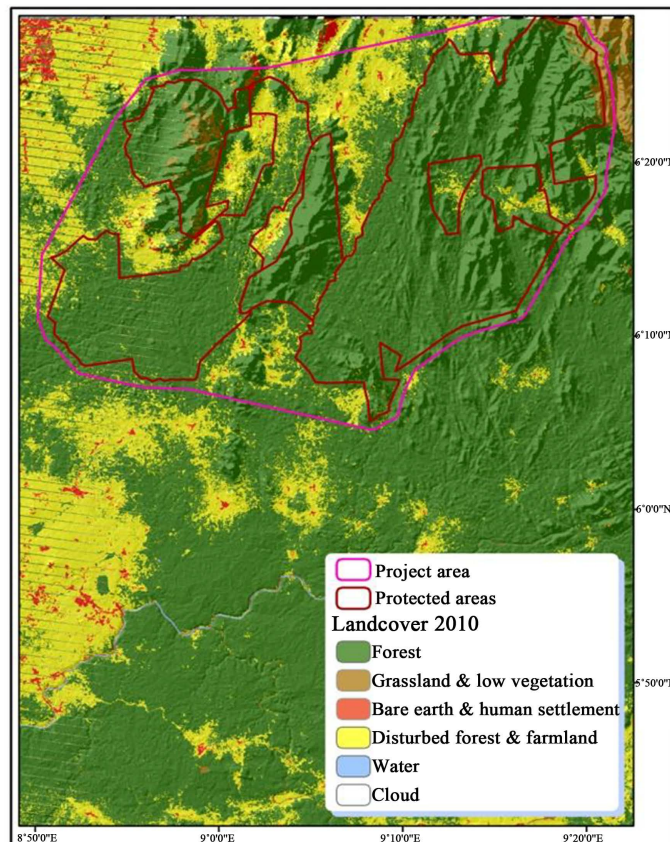 6°20'0"N
6°10'0"N
6°0'0"N
Project area
Protected areas
Landcover 2010
Forest
Grassland & low vegetation
Bare earth & human settlement
Disturbed forest & farmland
Water
Cloud
5°50'0"N
8°50'0"E 9°0'0"E 9°10'0"E 9°20'0"E